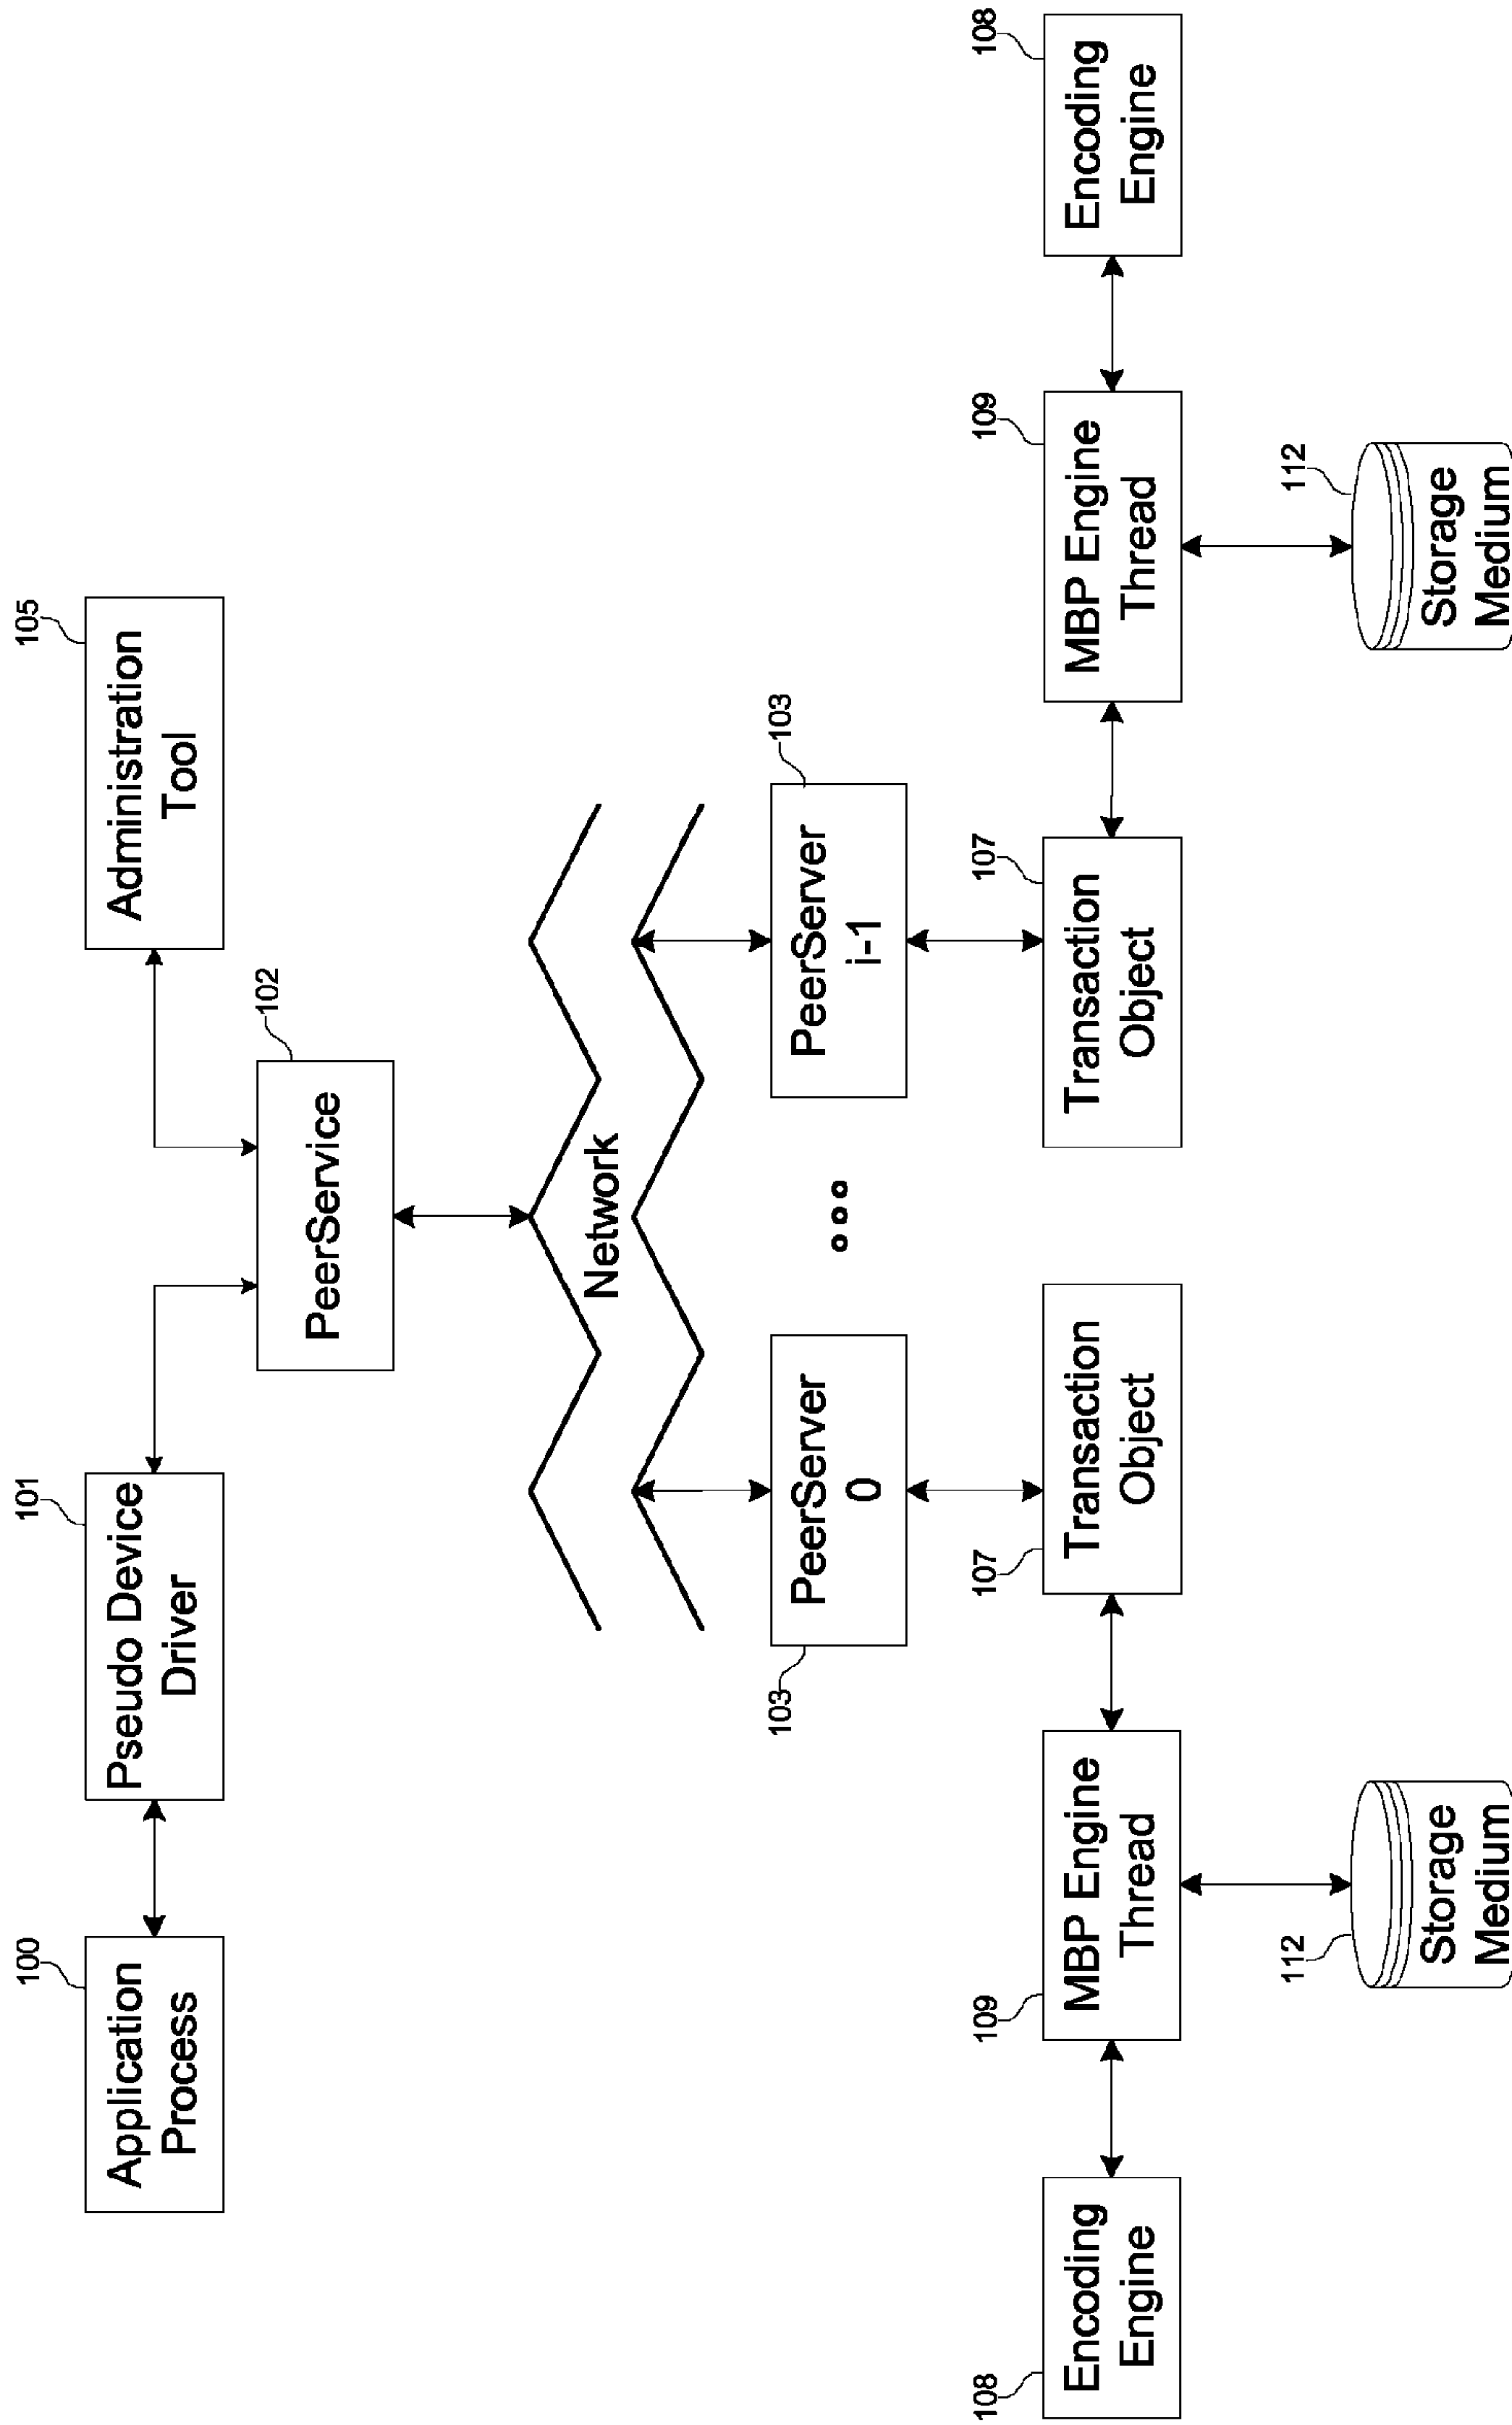 100
Application
Process
101
Pseudo Device
Driver
105
Administration
Tool
102
PeerService
Network
103
PeerServer
0
103
PeerServer
i-1
108
Encoding
Engine
109
MBP Engine
Thread
107
Transaction
Object
107
Transaction
Object
109
MBP Engine
Thread
108
Encoding
Engine
112
Storage
Medium
112
Storage
Medium